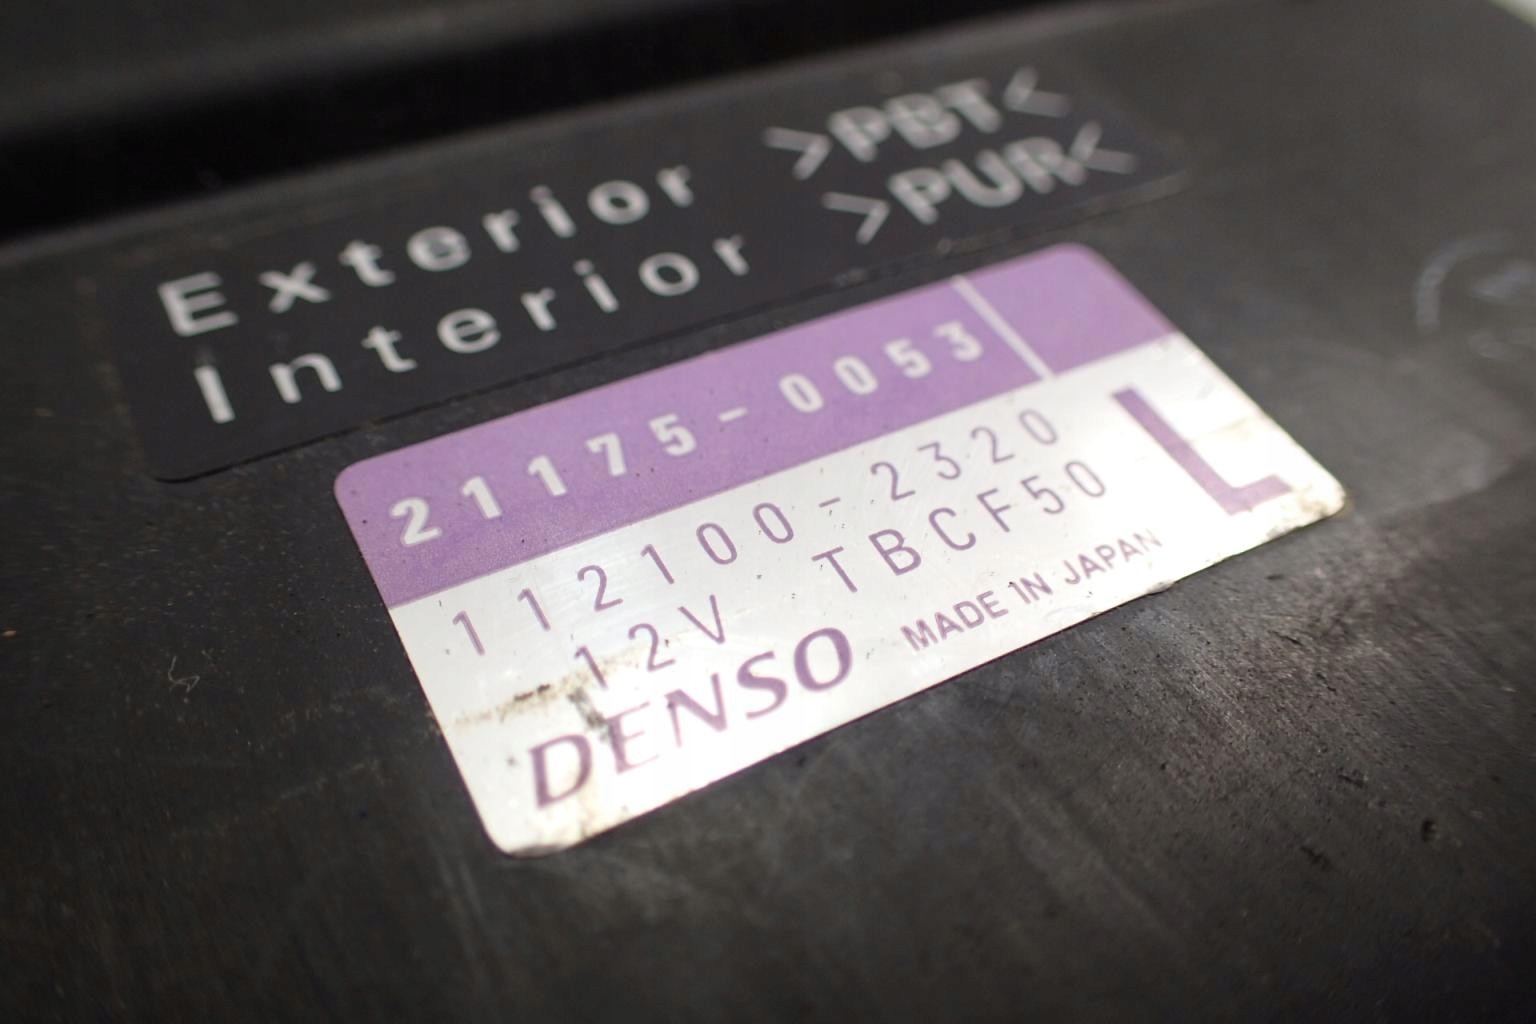 Exterior >PBT<
Interior >PUR<
21175-0053
112100-2320
12V TBCF50
L
DENSO MADE IN JAPAN